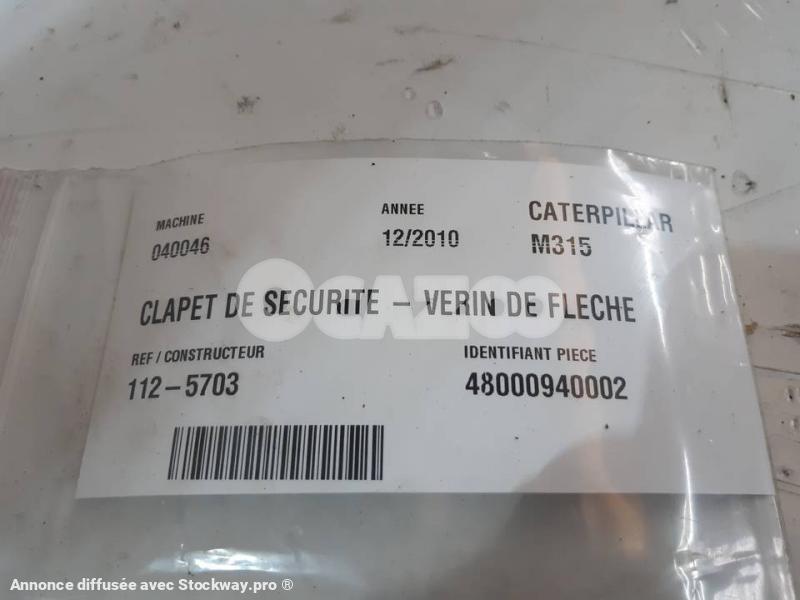 MACHINE ANNEE CATERPILLAR
040046 12/2010 M315
OCAZOO
CLAPET DE SECURITE – VERIN DE FLECHE
REF / CONSTRUCTEUR IDENTIFIANT PIECE
112–5703 48000940002
Annonce diffusée avec Stockway.pro ®